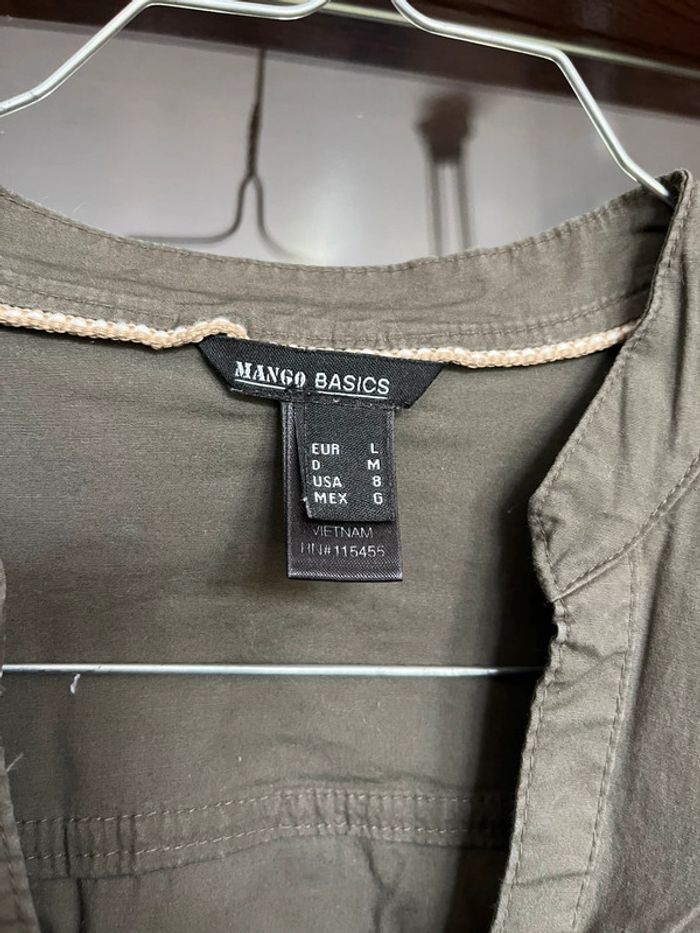 MANGO BASICS
EUR L
D M
USA 8
MEX G
VIETNAM
RN#115455